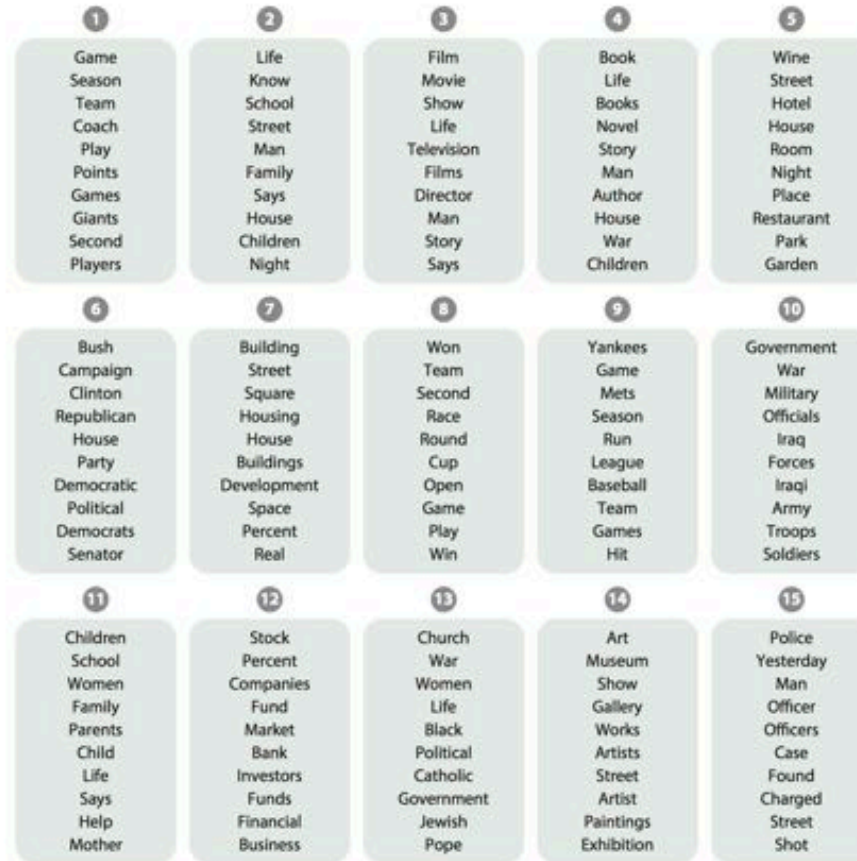 1
Game
Season
Team
Coach
Play
Points
Games
Giants
Second
Players
2
Life
Know
School
Street
Man
Family
Says
House
Children
Night
3
Film
Movie
Show
Life
Television
Films
Director
Man
Story
Says
4
Book
Life
Books
Novel
Story
Man
Author
House
War
Children
5
Wine
Street
Hotel
House
Room
Night
Place
Restaurant
Park
Garden
6
Bush
Campaign
Clinton
Republican
House
Party
Democratic
Political
Democrats
Senator
7
Building
Street
Square
Housing
House
Buildings
Development
Space
Percent
Real
8
Won
Team
Second
Race
Round
Cup
Open
Game
Play
Win
9
Yankees
Game
Mets
Season
Run
League
Baseball
Team
Games
Hit
10
Government
War
Military
Officials
Iraq
Forces
Iraqi
Army
Troops
Soldiers
11
Children
School
Women
Family
Parents
Child
Life
Says
Help
Mother
12
Stock
Percent
Companies
Fund
Market
Bank
Investors
Funds
Financial
Business
13
Church
War
Women
Life
Black
Political
Catholic
Government
Jewish
Pope
14
Art
Museum
Show
Gallery
Works
Artists
Street
Artist
Paintings
Exhibition
15
Police
Yesterday
Man
Officer
Officers
Case
Found
Charged
Street
Shot